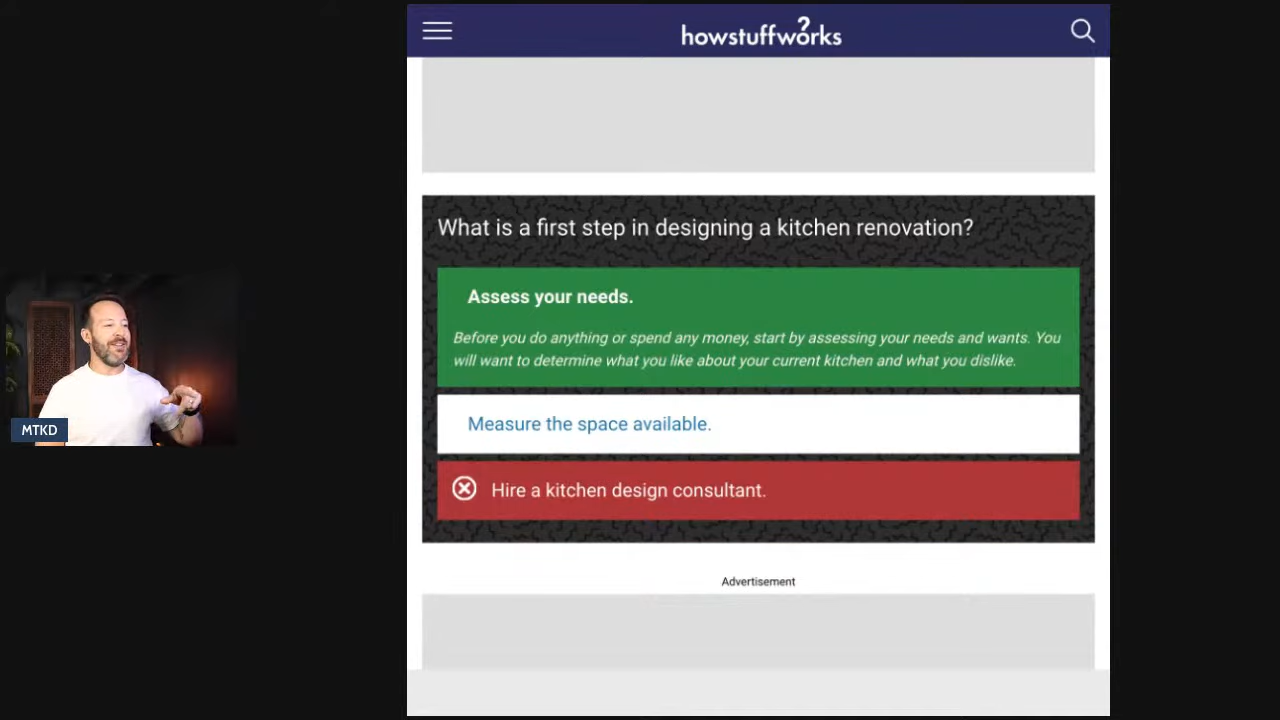 howstuffw?rks
What is a first step in designing a kitchen renovation?
Assess your needs.
Before you do anything or spend any money, start by assessing your needs and wants. You
will want to determine what you like about your current kitchen and what you dislike.
Measure the space available.
Hire a kitchen design consultant.
MTKD
Advertisement